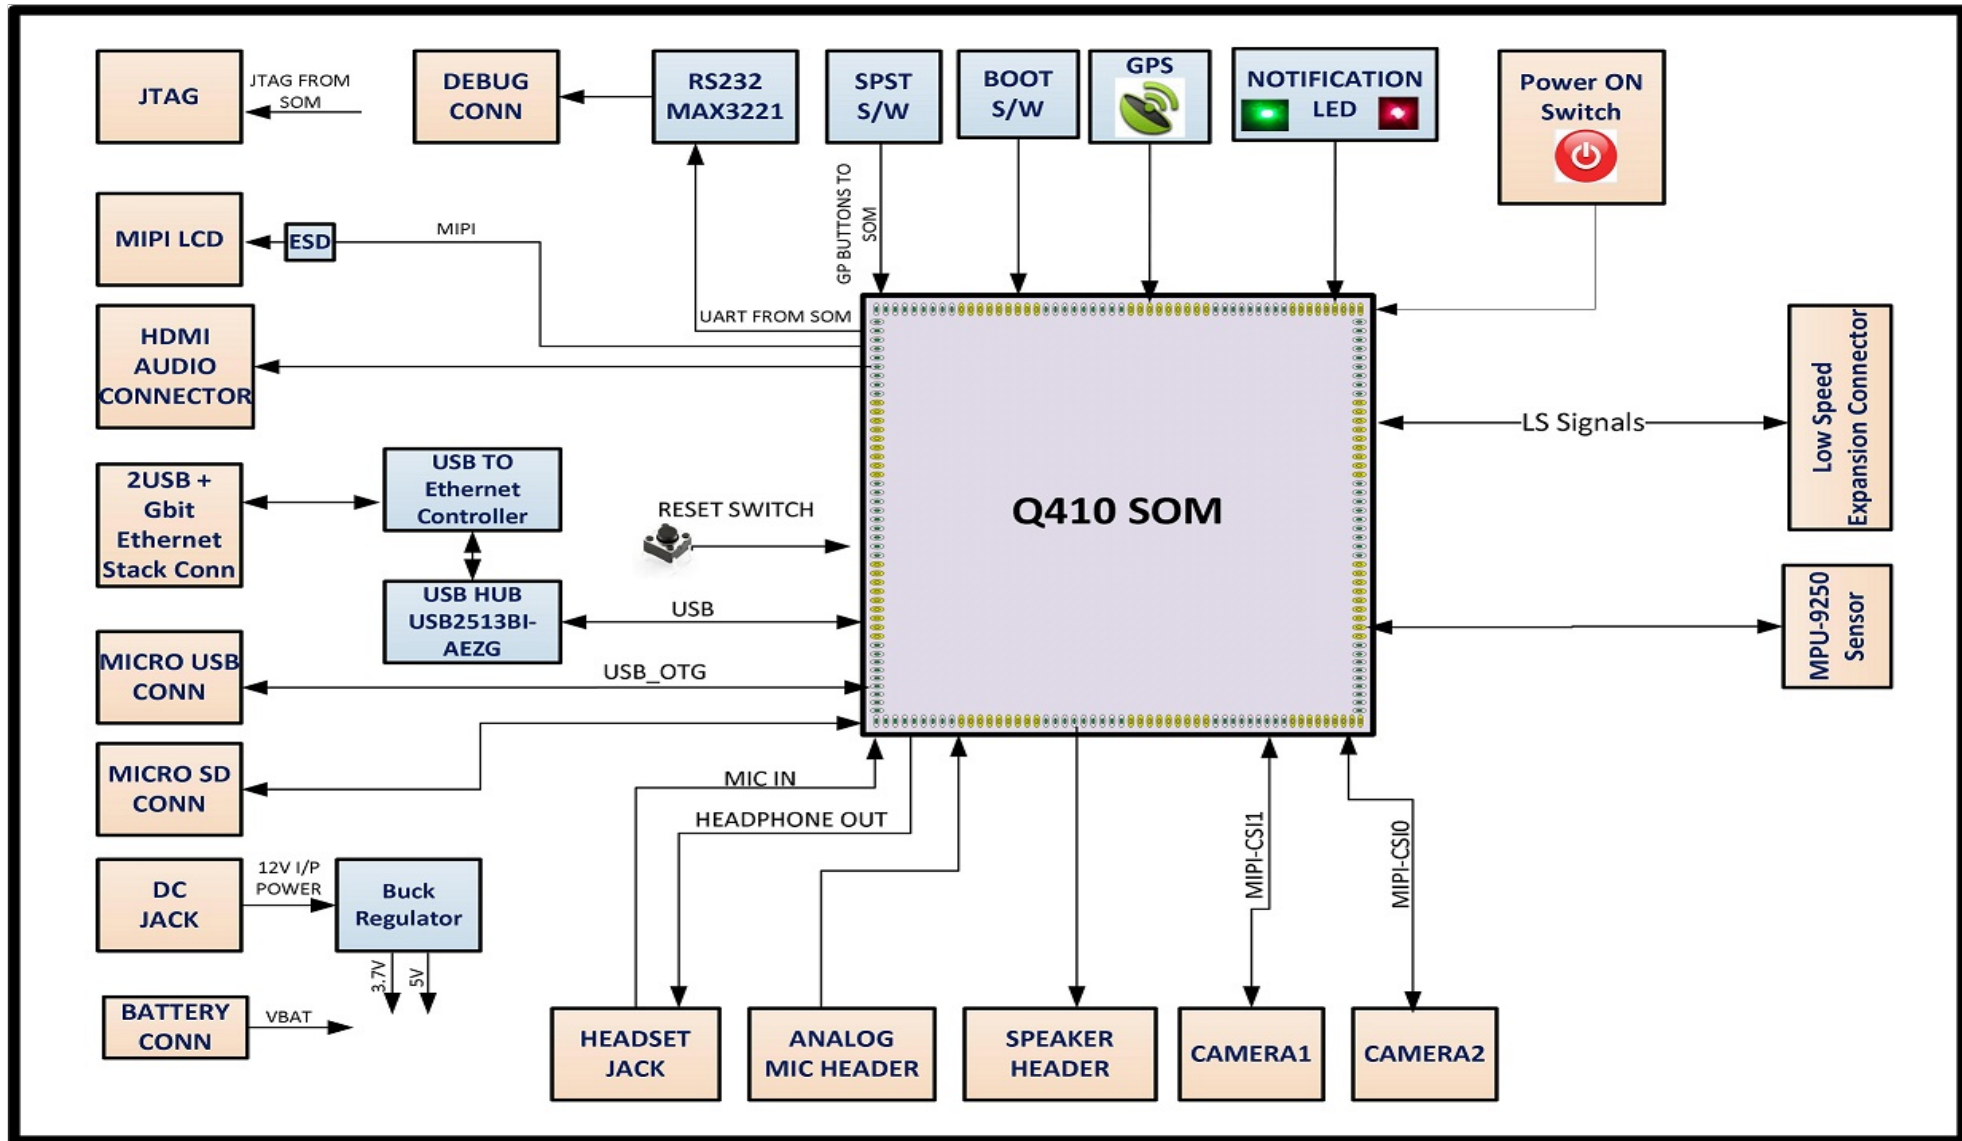 JTAG
JTAG FROM
SOM
DEBUG
CONN
RS232
MAX3221
SPST
S/W
BOOT
S/W
GPS
NOTIFICATION
LED
Power ON
Switch
GP BUTTONS TO
SOM
MIPI LCD
ESD
MIPI
UART FROM SOM
HDMI
AUDIO
CONNECTOR
Q410 SOM
LS Signals
Low Speed
Expansion Connector
2USB +
Gbit
Ethernet
Stack Conn
USB TO
Ethernet
Controller
RESET SWITCH
USB HUB
USB2513BI-
AEZG
USB
MPU-9250
Sensor
MICRO USB
CONN
USB_OTG
MICRO SD
CONN
MIC IN
HEADPHONE OUT
MIPI-CSI1
MIPI-CSI0
DC
JACK
12V I/P
POWER
Buck
Regulator
3.7V
5V
BATTERY
CONN
VBAT
HEADSET
JACK
ANALOG
MIC HEADER
SPEAKER
HEADER
CAMERA1
CAMERA2